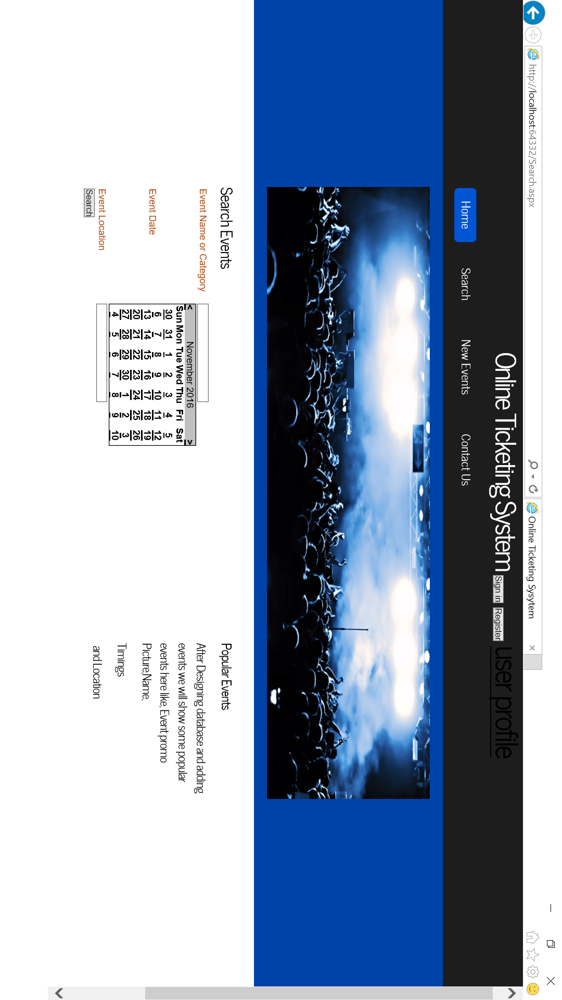 http://localhost:64332/Search.aspx
Online Ticketing Sysytem
Online Ticketing System Sign in Register user profile
Home Search New Events Contact Us
Search Events
Event Name or Category
Event Date
< November 2016 >
Sun Mon Tue Wed Thu Fri Sat
30 31 1 2 3 4 5
6 7 8 9 10 11 12
13 14 15 16 17 18 19
20 21 22 23 24 25 26
27 28 29 30 1 2 3
4 5 6 7 8 9 10
Event Location
Search
Popular Events
After Designing database and adding
events we will show some popular
events here like, Event promo
Picture,Name,
Timings
and Location